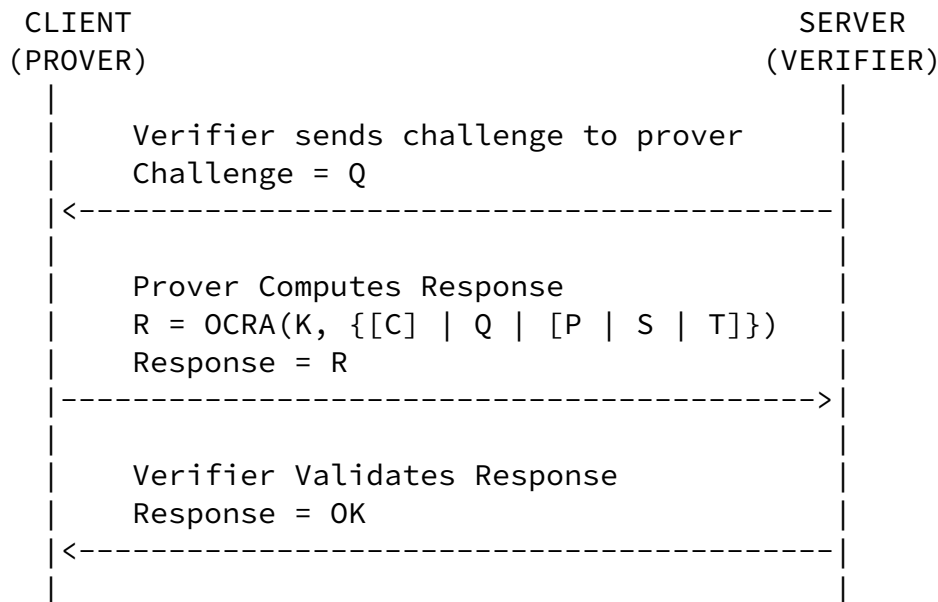 CLIENT SERVER
(PROVER) (VERIFIER)
Verifier sends challenge to prover
Challenge = Q
Prover Computes Response
R = OCRA(K, {[C] | Q | [P | S | T]})
Response = R
Verifier Validates Response
Response = OK